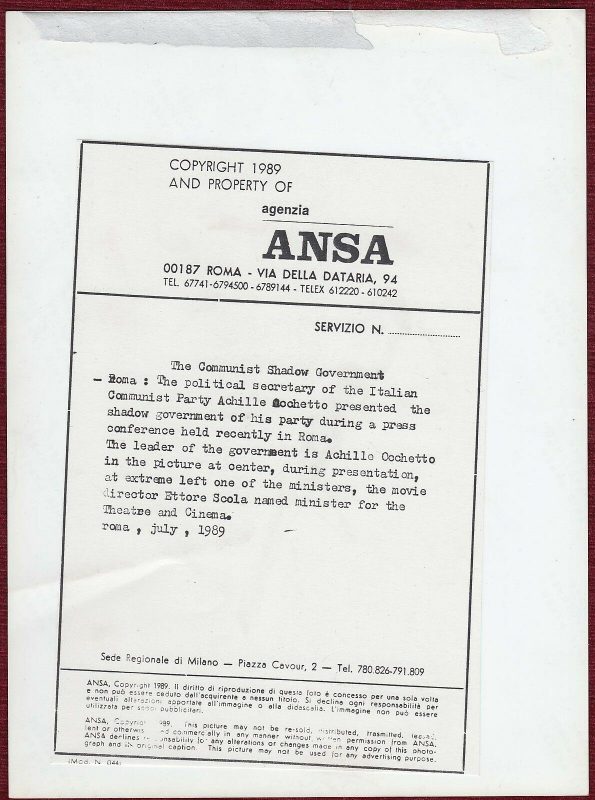 COPYRIGHT 1989
AND PROPERTY OF
agenzia
ANSA
00187 ROMA - VIA DELLA DATARIA, 94
TEL. 67741-6794500 - 6789144 - TELEX 612220 - 610242
SERVIZIO N.
The Communist Shadow Government
- Roma : The political secretary of the Italian
Communist Party Achille Occhetto presented the
shadow government of his party during a press
conference held recently in Roma.
The leader of the government is Achille Occhetto
in the picture at center, during presentation,
at extreme left one of the ministers, the movie
director Ettore Scola named minister for the
Theatre and Cinema.
roma , july , 1989
Sede Regionale di Milano — Piazza Cavour, 2 — Tel. 780.826-791.809
ANSA, Copyright 1989. Il diritto di riproduzione di questa foto è concesso per una sola volta
e non può essere ceduto dall'acquirente a nessun titolo. Si declina ogni responsabilità per
eventuali alterazioni apportate all'immagine o alla didascalia. L'immagine non può essere
utilizzata per scopi pubblicitari.
ANSA, Copyright 1989. This picture may not be re-sold, distributed, trasmitted,
lent or otherwise commercially in any manner without written permission from ANSA.
ANSA declines responsability for any alterations or changes made in any copy of this photo-
graph and its original caption. This picture may not be used for any advertising purpose.
(Mod. N. 044)